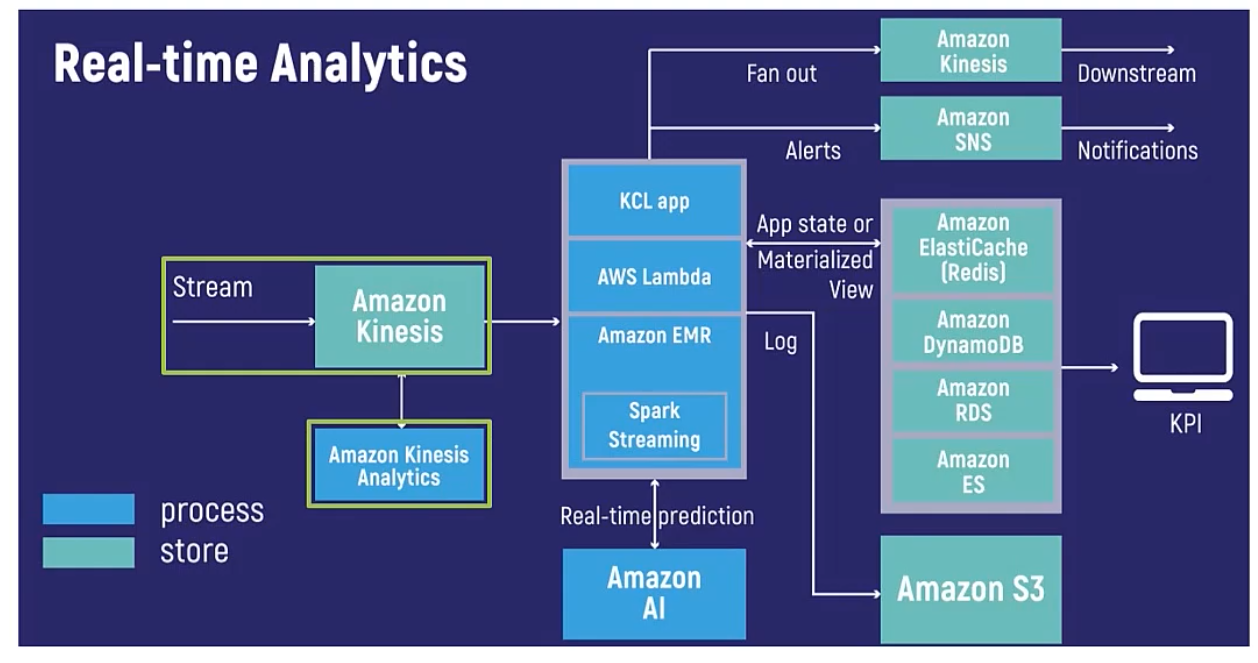 Real-time Analytics
Fan out
Amazon
Kinesis
Downstream
Alerts
Amazon
SNS
Notifications
KCL app
AWS Lambda
Amazon EMR
Spark
Streaming
App state or
Materialized
View
Log
Amazon
ElastiCache
(Redis)
Amazon
DynamoDB
Amazon
RDS
Amazon
ES
KPI
Stream
Amazon
Kinesis
Amazon Kinesis
Analytics
process
store
Real-time prediction
Amazon
AI
Amazon S3